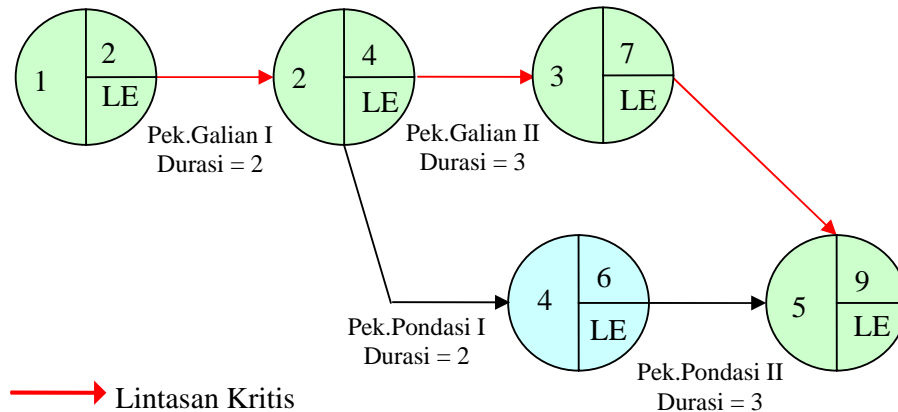 1
2
LE
2
4
LE
3
7
LE
Pek.Galian I
Durasi = 2
Pek.Galian II
Durasi = 3
4
6
LE
5
9
LE
Pek.Pondasi I
Durasi = 2
Pek.Pondasi II
Durasi = 3
Lintasan Kritis